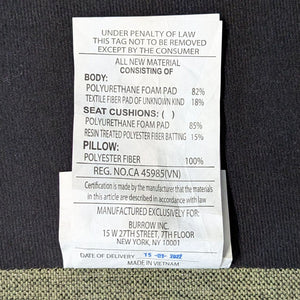 UNDER PENALTY OF LAW
THIS TAG NOT TO BE REMOVED
EXCEPT BY THE CONSUMER
ALL NEW MATERIAL
CONSISTING OF
BODY:
POLYURETHANE FOAM PAD 82%
TEXTILE FIBER PAD OF UNKNOWN KIND 18%
SEAT CUSHIONS: ( )
POLYURETHANE FOAM PAD 85%
RESIN TREATED POLYESTER FIBER BATTING 15%
PILLOW:
POLYESTER FIBER 100%
REG. NO.CA 45985(VN)
Certification is made by the manufacturer that the materials
in this article are described in accordance with law
MANUFACTURED EXCLUSIVELY FOR:
BURROW INC.
15 W 27TH STREET, 7TH FLOOR
NEW YORK, NY 10001
DATE OF DELIVERY 15 -09- 2022
MADE IN VIETNAM